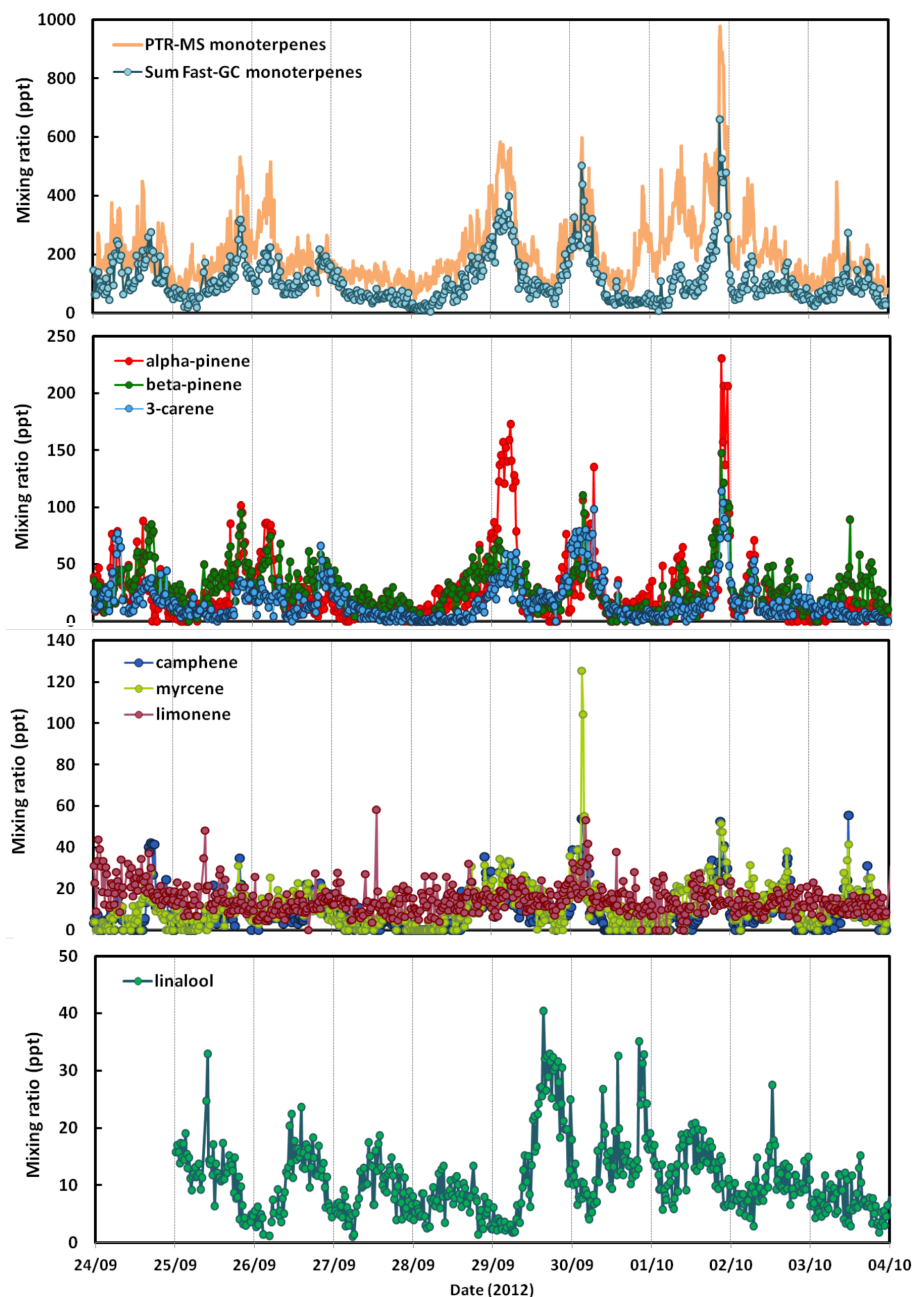 1000
800
600
400
200
0
Mixing ratio (ppt)
PTR-MS monoterpenes
Sum Fast-GC monoterpenes
250
200
150
100
50
0
Mixing ratio (ppt)
alpha-pinene
beta-pinene
3-carene
140
120
100
80
60
40
20
0
Mixing ratio (ppt)
camphene
myrcene
limonene
50
40
30
20
10
0
Mixing ratio (ppt)
linalool
24/09 25/09 26/09 27/09 28/09 29/09 30/09 01/10 02/10 03/10 04/10
Date (2012)